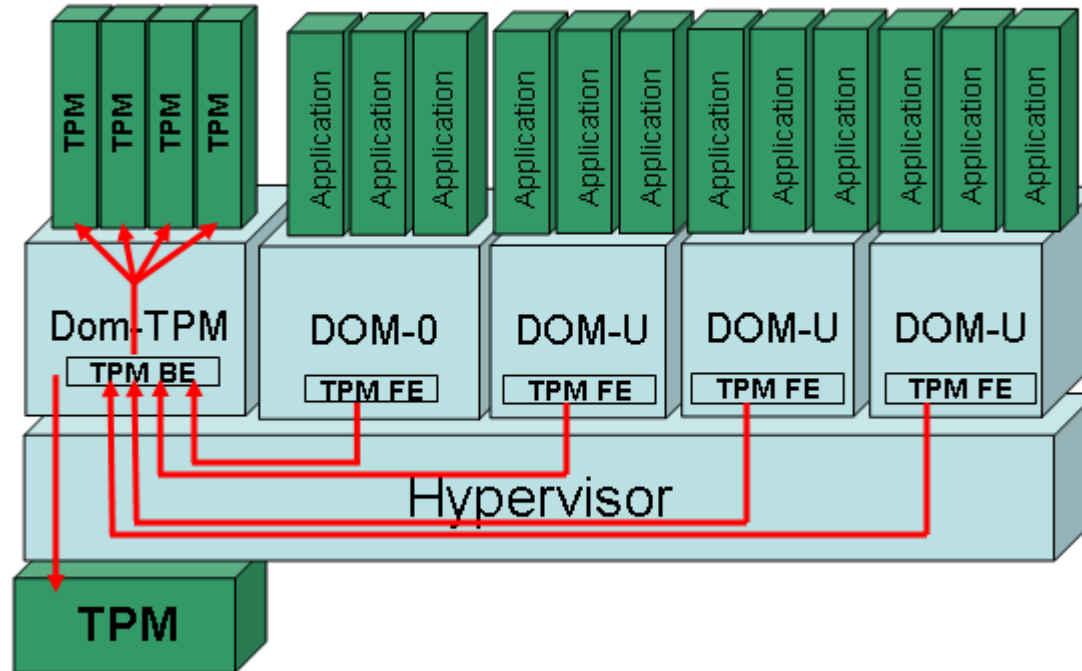 TPM
TPM
TPM
TPM
Application
Application
Application
Application
Application
Application
Application
Application
Application
Application
Application
Application
Dom-TPM
DOM-0
DOM-U
DOM-U
DOM-U
TPM BE
TPM FE
TPM FE
TPM FE
TPM FE
Hypervisor
TPM